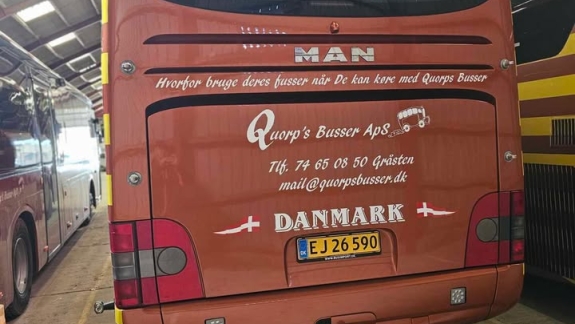 MAN
Hvorfor bruge deres fusser når De kan køre med Quorps Busser
Quorp's Busser ApS
Tlf. 74 65 08 50 Gråsten
mail@quorpsbusser.dk
DANMARK
DK EJ 26 590